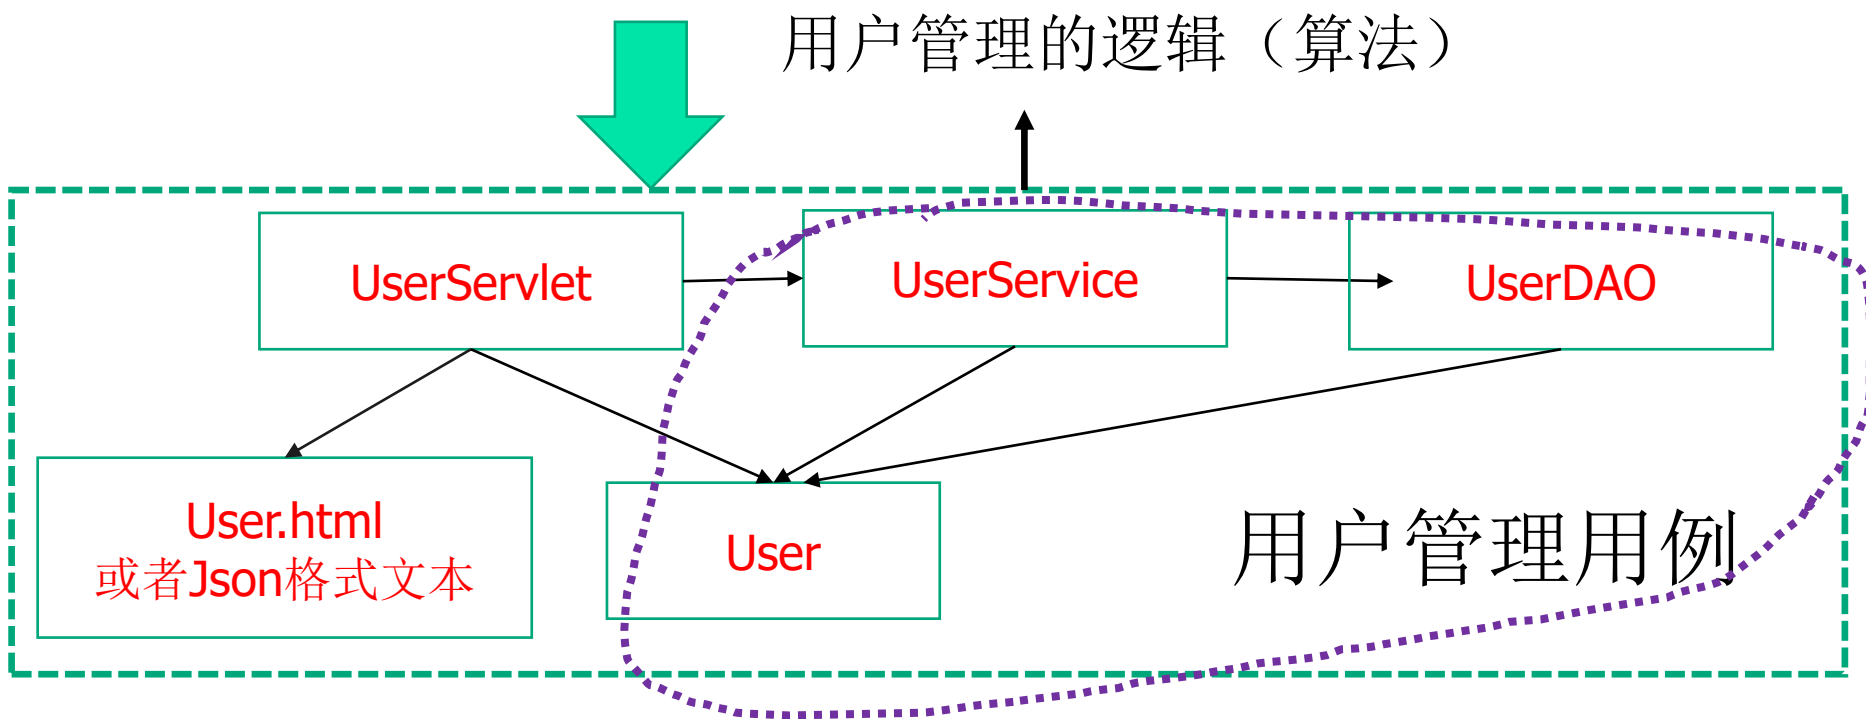 用户管理的逻辑（算法）
UserServlet
UserService
UserDAO
User.html
或者Json格式文本
User
用户管理用例